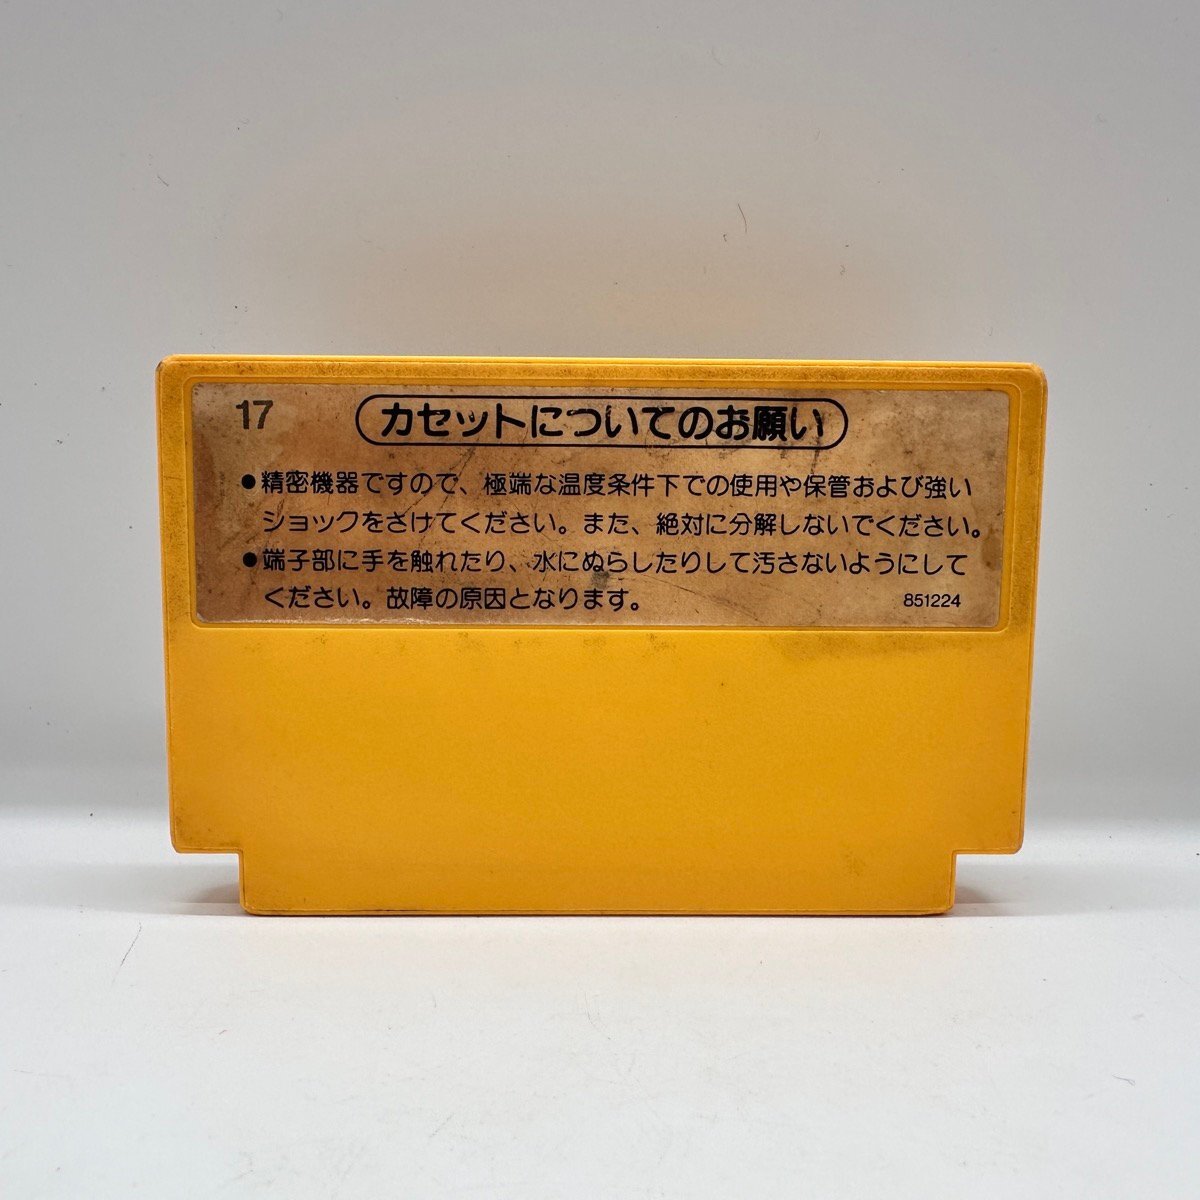 17 カセットについてのお願い
●精密機器ですので、極端な温度条件下での使用や保管および強い
ショックをさけてください。また、絶対に分解しないでください。
●端子部に手を触れたり、水にぬらしたりして汚さないようにして
ください。故障の原因となります。 851224